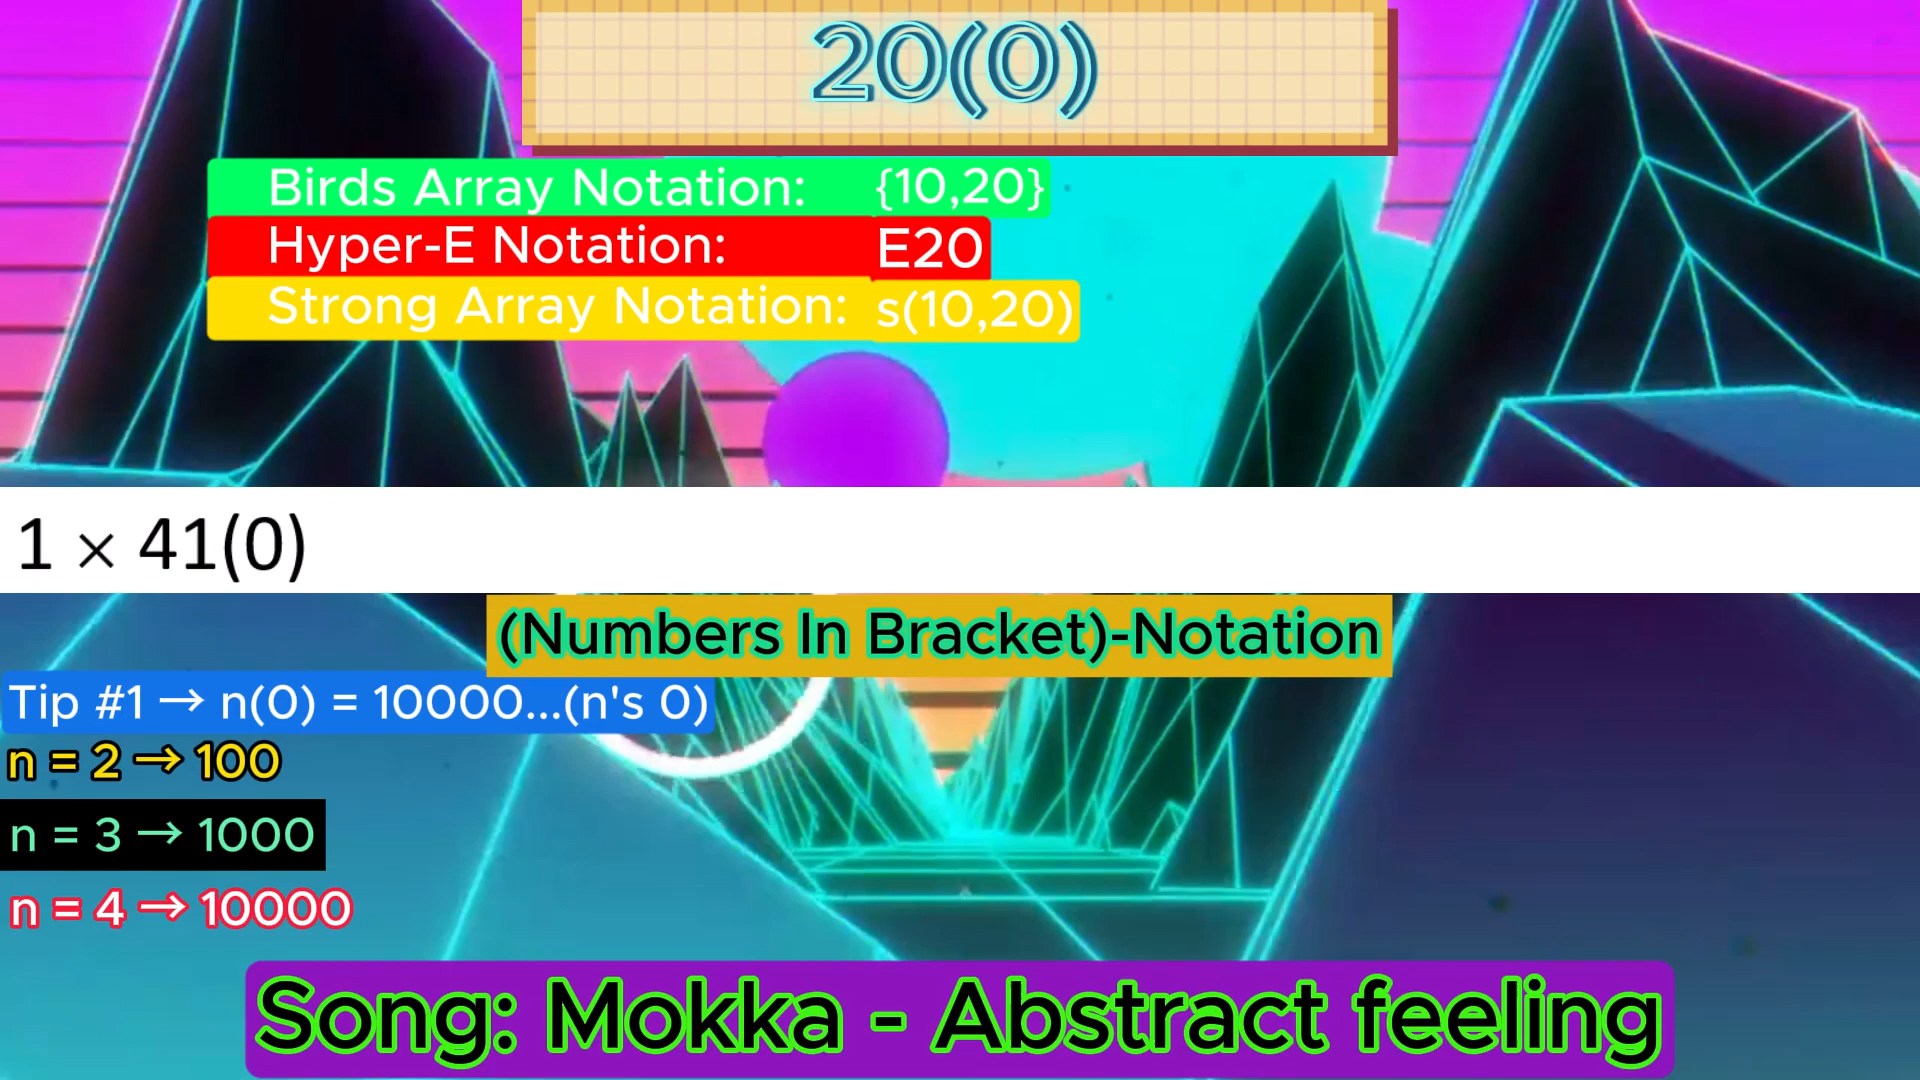 20(0)
Birds Array Notation: {10,20}
Hyper-E Notation: E20
Strong Array Notation: s(10,20)
1 × 41(0)
(Numbers In Bracket)-Notation
Tip #1 → n(0) = 10000...(n's 0)
n = 2 → 100
n = 3 → 1000
n = 4 → 10000
Song: Mokka - Abstract feeling